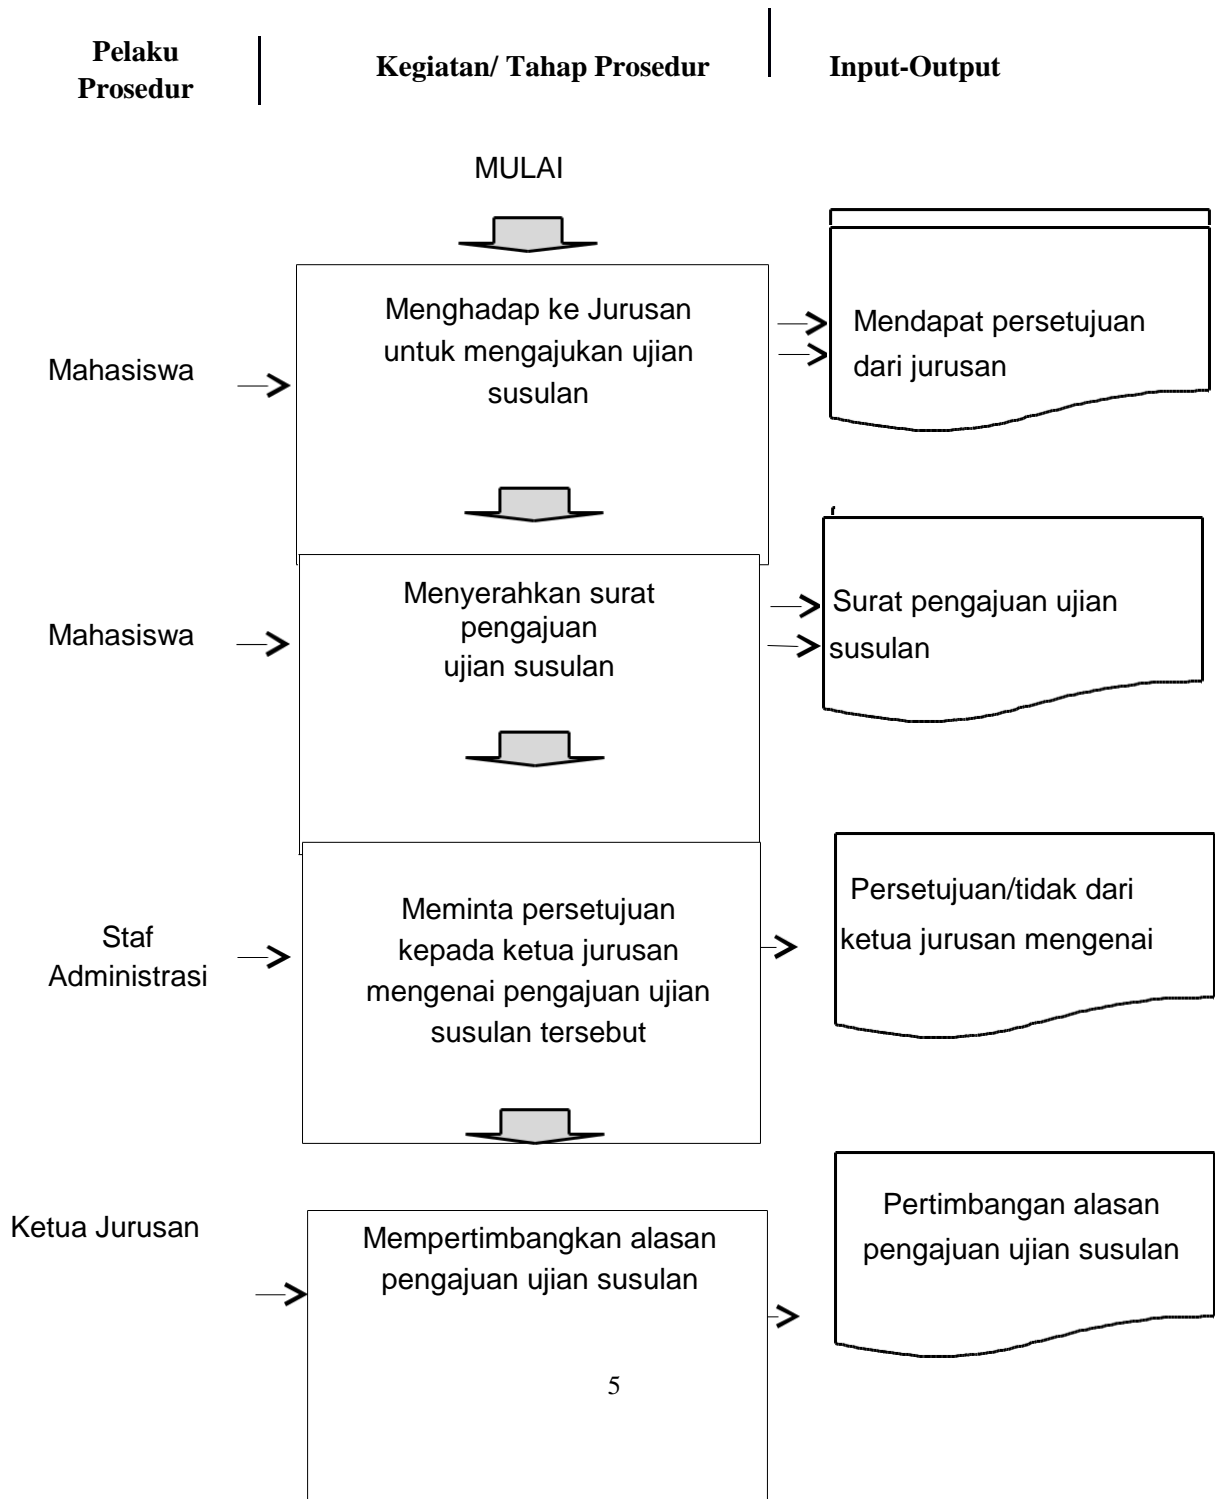 Pelaku
Prosedur
Kegiatan/ Tahap Prosedur
Input-Output
MULAI
Mahasiswa
Menghadap ke Jurusan
untuk mengajukan ujian
susulan
Mendapat persetujuan
dari jurusan
Mahasiswa
Menyerahkan surat
pengajuan
ujian susulan
Surat pengajuan ujian
susulan
Staf
Administrasi
Meminta persetujuan
kepada ketua jurusan
mengenai pengajuan ujian
susulan tersebut
Persetujuan/tidak dari
ketua jurusan mengenai
Ketua Jurusan
Mempertimbangkan alasan
pengajuan ujian susulan
Pertimbangan alasan
pengajuan ujian susulan
5